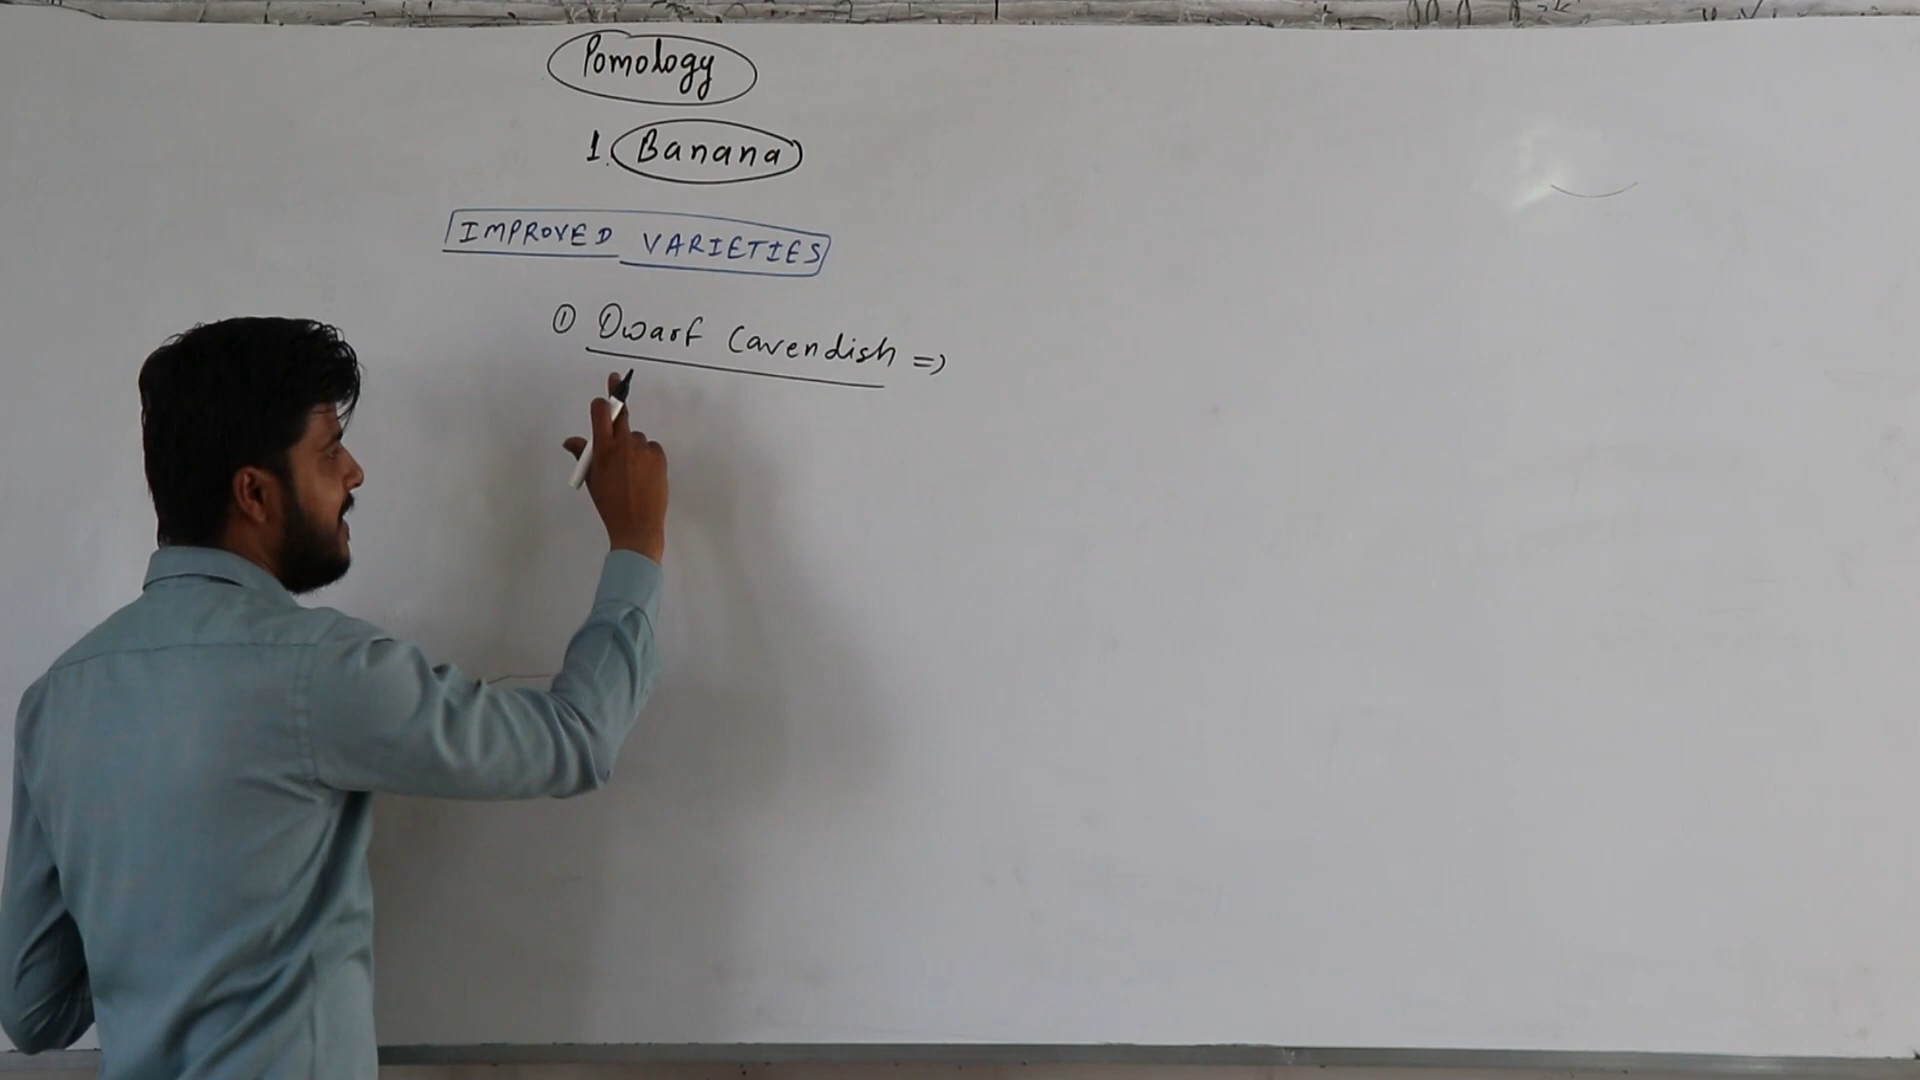 Pomology
1. Banana
IMPROVED VARIETIES
① Dwarf Cavendish =>